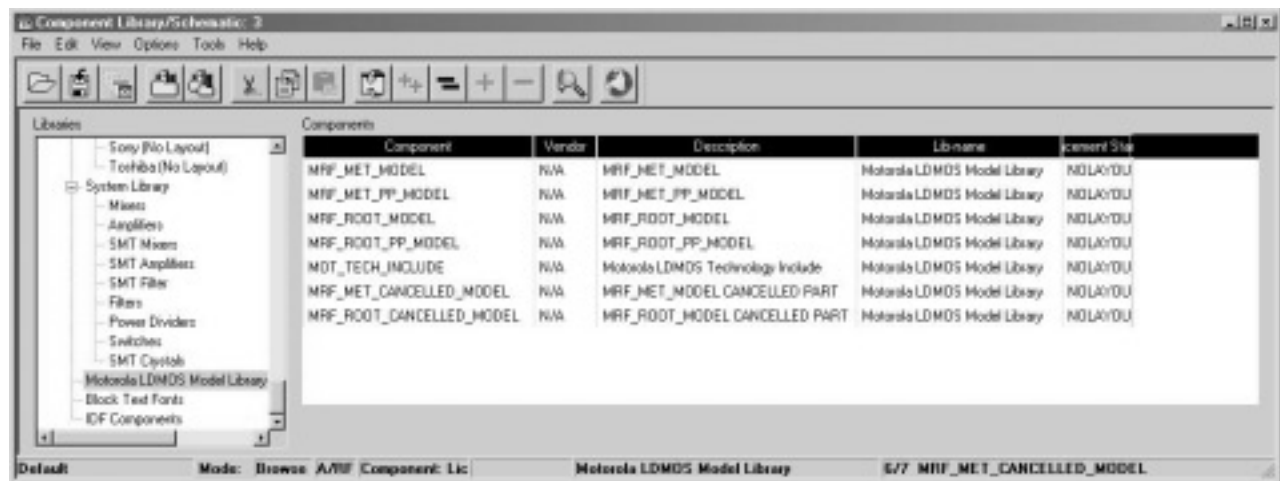 Component Library/Schematic: 3
File Edit View Options Tools Help
Libraries
Components
Sony (No Layout)
Toshiba (No Layout)
System Library
Mixers
Amplifiers
SMT Mixers
SMT Amplifiers
SMT Filter
Filters
Power Dividers
Switches
SMT Crystals
Motorola LDMOS Model Library
Block Text Fonts
IDF Components
Component Vendor Description Lib-name cement Sta
MRF_MET_MODEL N/A MRF_MET_MODEL Motorola LDMOS Model Library NOLAYOU
MRF_MET_PP_MODEL N/A MRF_MET_PP_MODEL Motorola LDMOS Model Library NOLAYOU
MRF_ROOT_MODEL N/A MRF_ROOT_MODEL Motorola LDMOS Model Library NOLAYOU
MRF_ROOT_PP_MODEL N/A MRF_ROOT_PP_MODEL Motorola LDMOS Model Library NOLAYOU
MOT_TECH_INCLUDE N/A Motorola LDMOS Technology Include Motorola LDMOS Model Library NOLAYOU
MRF_MET_CANCELLED_MODEL N/A MRF_MET_MODEL CANCELLED PART Motorola LDMOS Model Library NOLAYOU
MRF_ROOT_CANCELLED_MODEL N/A MRF_ROOT_MODEL CANCELLED PART Motorola LDMOS Model Library NOLAYOU
Default Mode: Browse A/RF Component: Lic Motorola LDMOS Model Library 6/7 MRF_MET_CANCELLED_MODEL